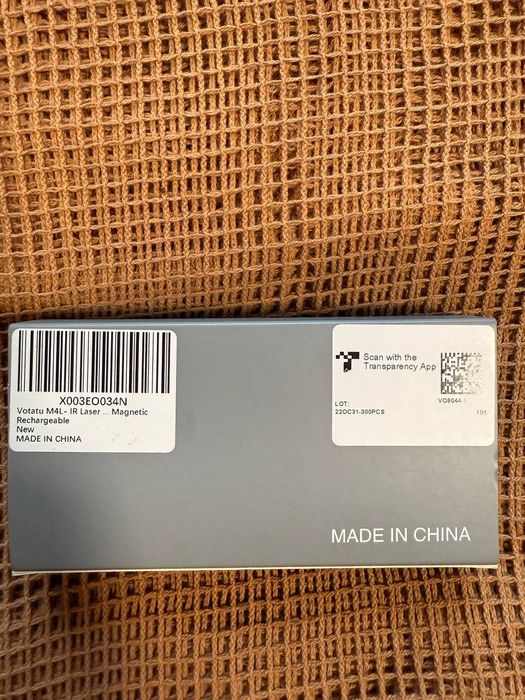 X003EO034N
Votatu M4L- IR Laser ... Magnetic
Rechargeable
New
MADE IN CHINA
Scan with the
Transparency App
VO8044-1
LOT:
22OC31-300PCS
MADE IN CHINA